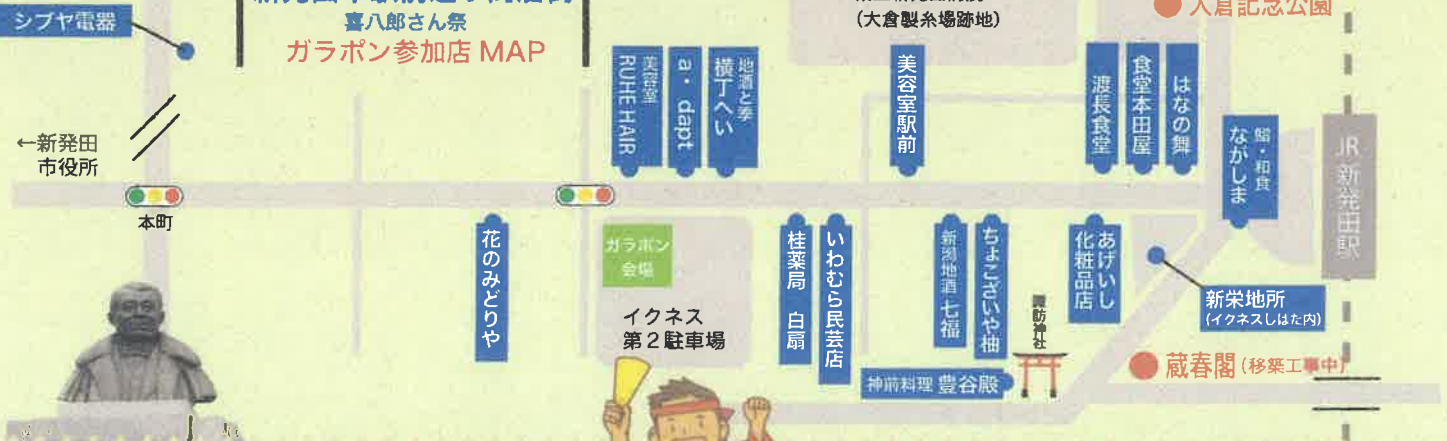 喜八郎さん祭
ガラポン参加店 MAP
シブヤ電器
(大倉製糸場跡地)
大倉記念公園
←新発田
市役所
本町
美容室
RUHE HAIR
a・dapt
地酒と季
横丁へい
美容室駅前
渡長食堂
食堂本田屋
はなの舞
鮨・和食
ながしま
JR 新発田駅
花のみどりや
ガラポン
会場
イクネス
第2駐車場
桂薬局 白扇
いわむら民芸店
新潟地酒 七福
ちょこざいや柚
諏訪神社
あげいし
化粧品店
新栄地所
(イクネスしばた内)
神前料理 豊谷殿
蔵春閣 (移築工事中)